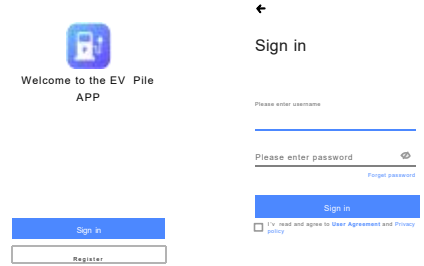 Welcome to the EV Pile
APP
Sign in
Register
Sign in
Please enter username
Please enter password
Forget password
Sign in
I'v read and agree to User Agreement and Privacy
policy